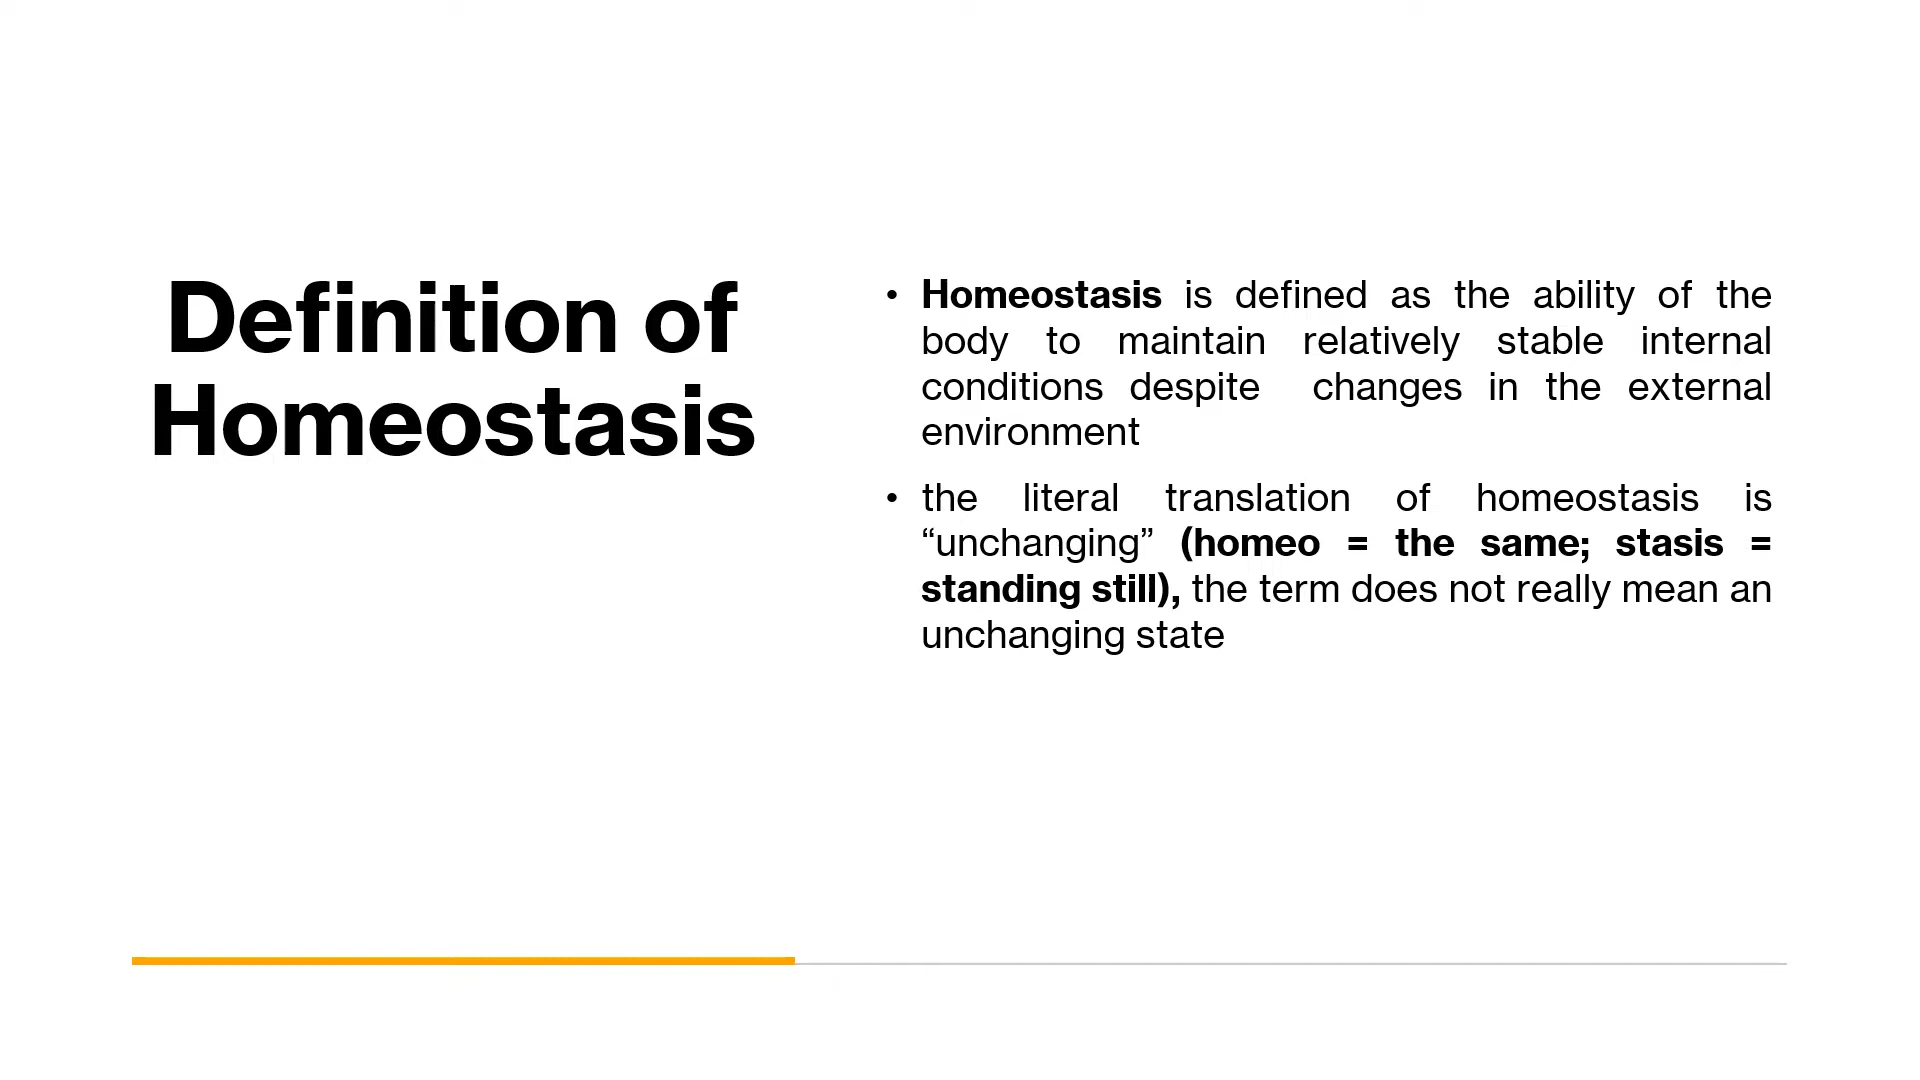 Definition of
Homeostasis
• Homeostasis is defined as the ability of the
body to maintain relatively stable internal
conditions despite changes in the external
environment
• the literal translation of homeostasis is
“unchanging” (homeo = the same; stasis =
standing still), the term does not really mean an
unchanging state